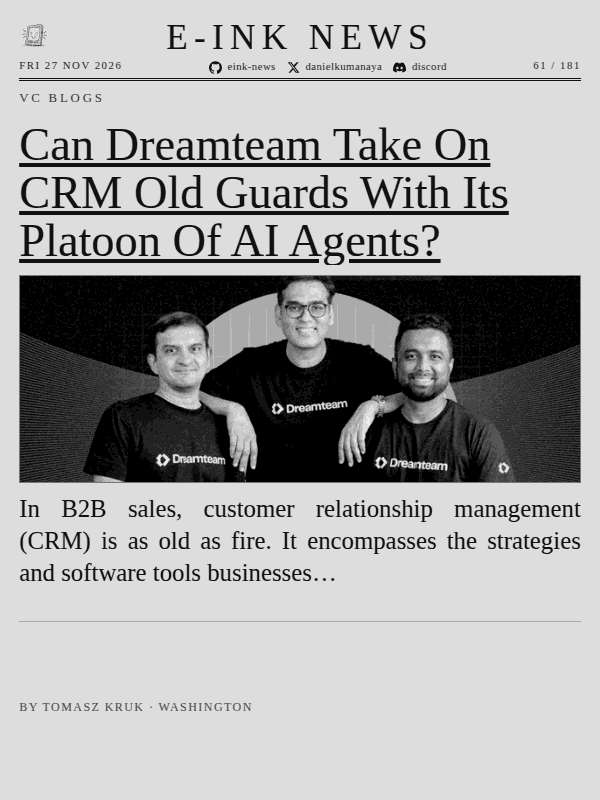 E-INK NEWS
FRI 27 NOV 2026
eink-news danielkumanaya discord
61 / 181
VC BLOGS
Can Dreamteam Take On
CRM Old Guards With Its
Platoon Of AI Agents?
Dreamteam
Dreamteam
Dreamteam
In B2B sales, customer relationship management
(CRM) is as old as fire. It encompasses the strategies
and software tools businesses…
BY TOMASZ KRUK · WASHINGTON